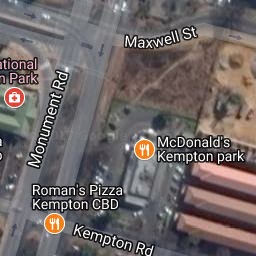 Maxwell St
ational
n Park
Monument Rd
McDonald's
Kempton park
Roman's Pizza
Kempton CBD
Kempton Rd